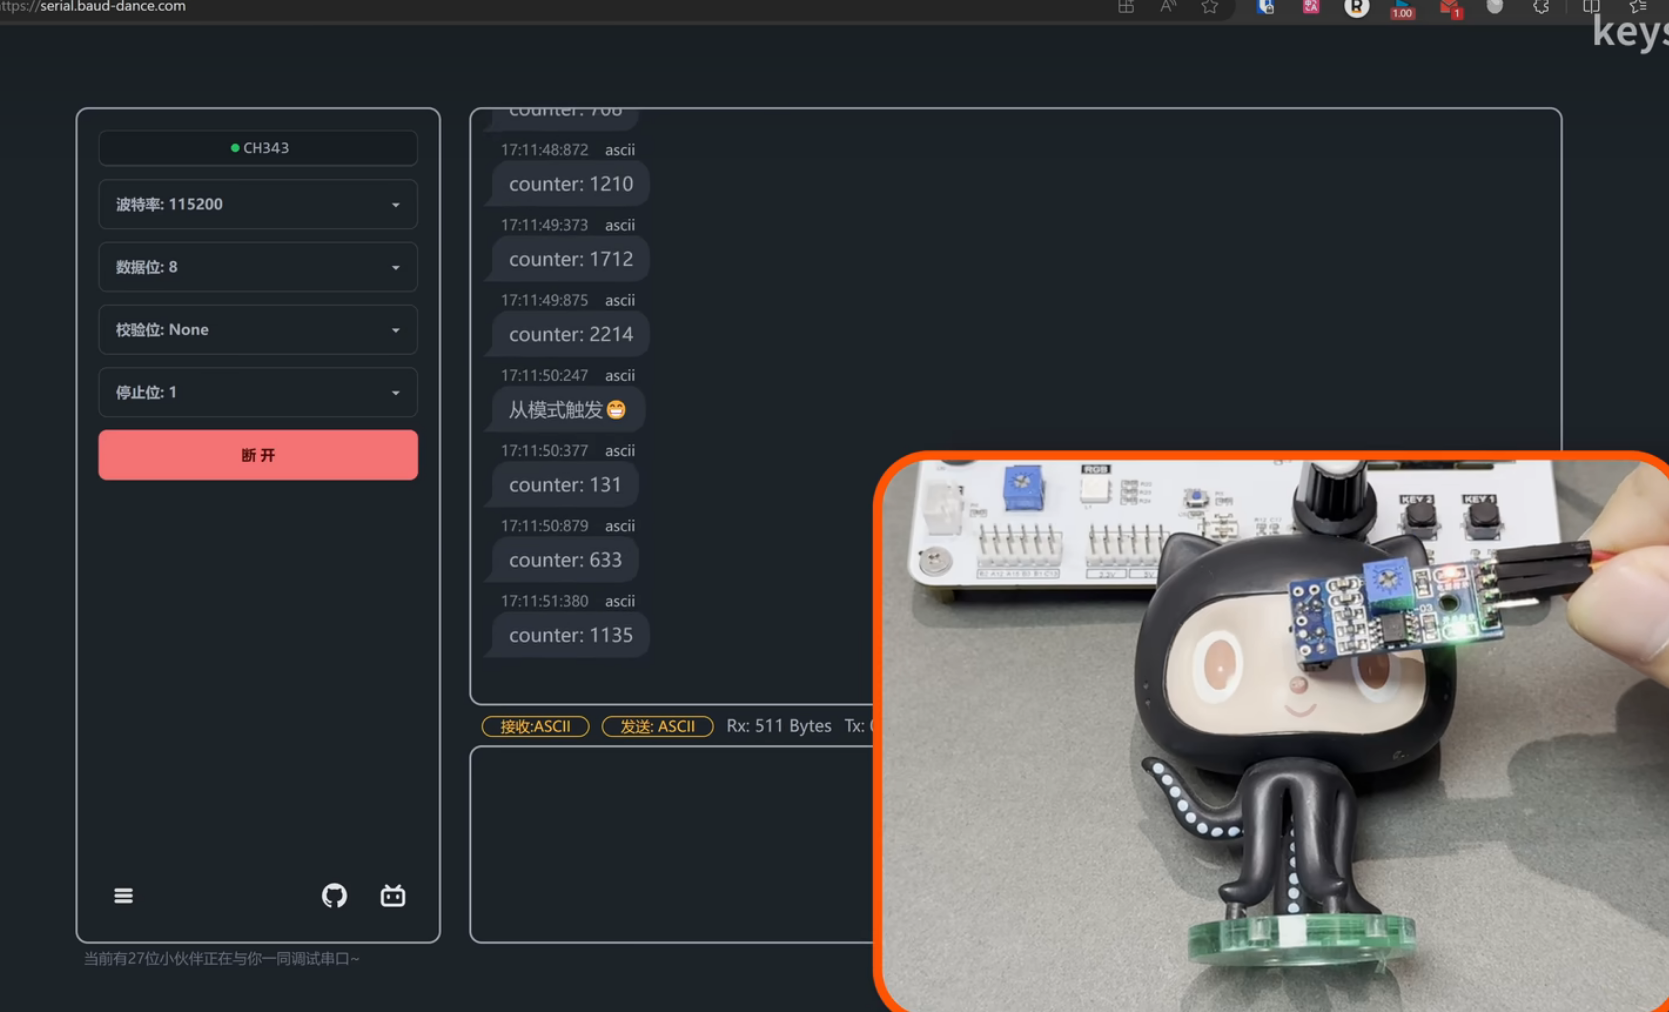 https://serial.baud-dance.com
1.00
1
keys
CH343
波特率: 115200
数据位: 8
校验位: None
停止位: 1
断 开
当前有27位小伙伴正在与你一同调试串口~
counter: 708
17:11:48:872 ascii
counter: 1210
17:11:49:373 ascii
counter: 1712
17:11:49:875 ascii
counter: 2214
17:11:50:247 ascii
从模式触发😁
17:11:50:377 ascii
counter: 131
17:11:50:879 ascii
counter: 633
17:11:51:380 ascii
counter: 1135
接收:ASCII 发送: ASCII Rx: 511 Bytes Tx:
RGB
KEY 2 KEY 1
3.3V